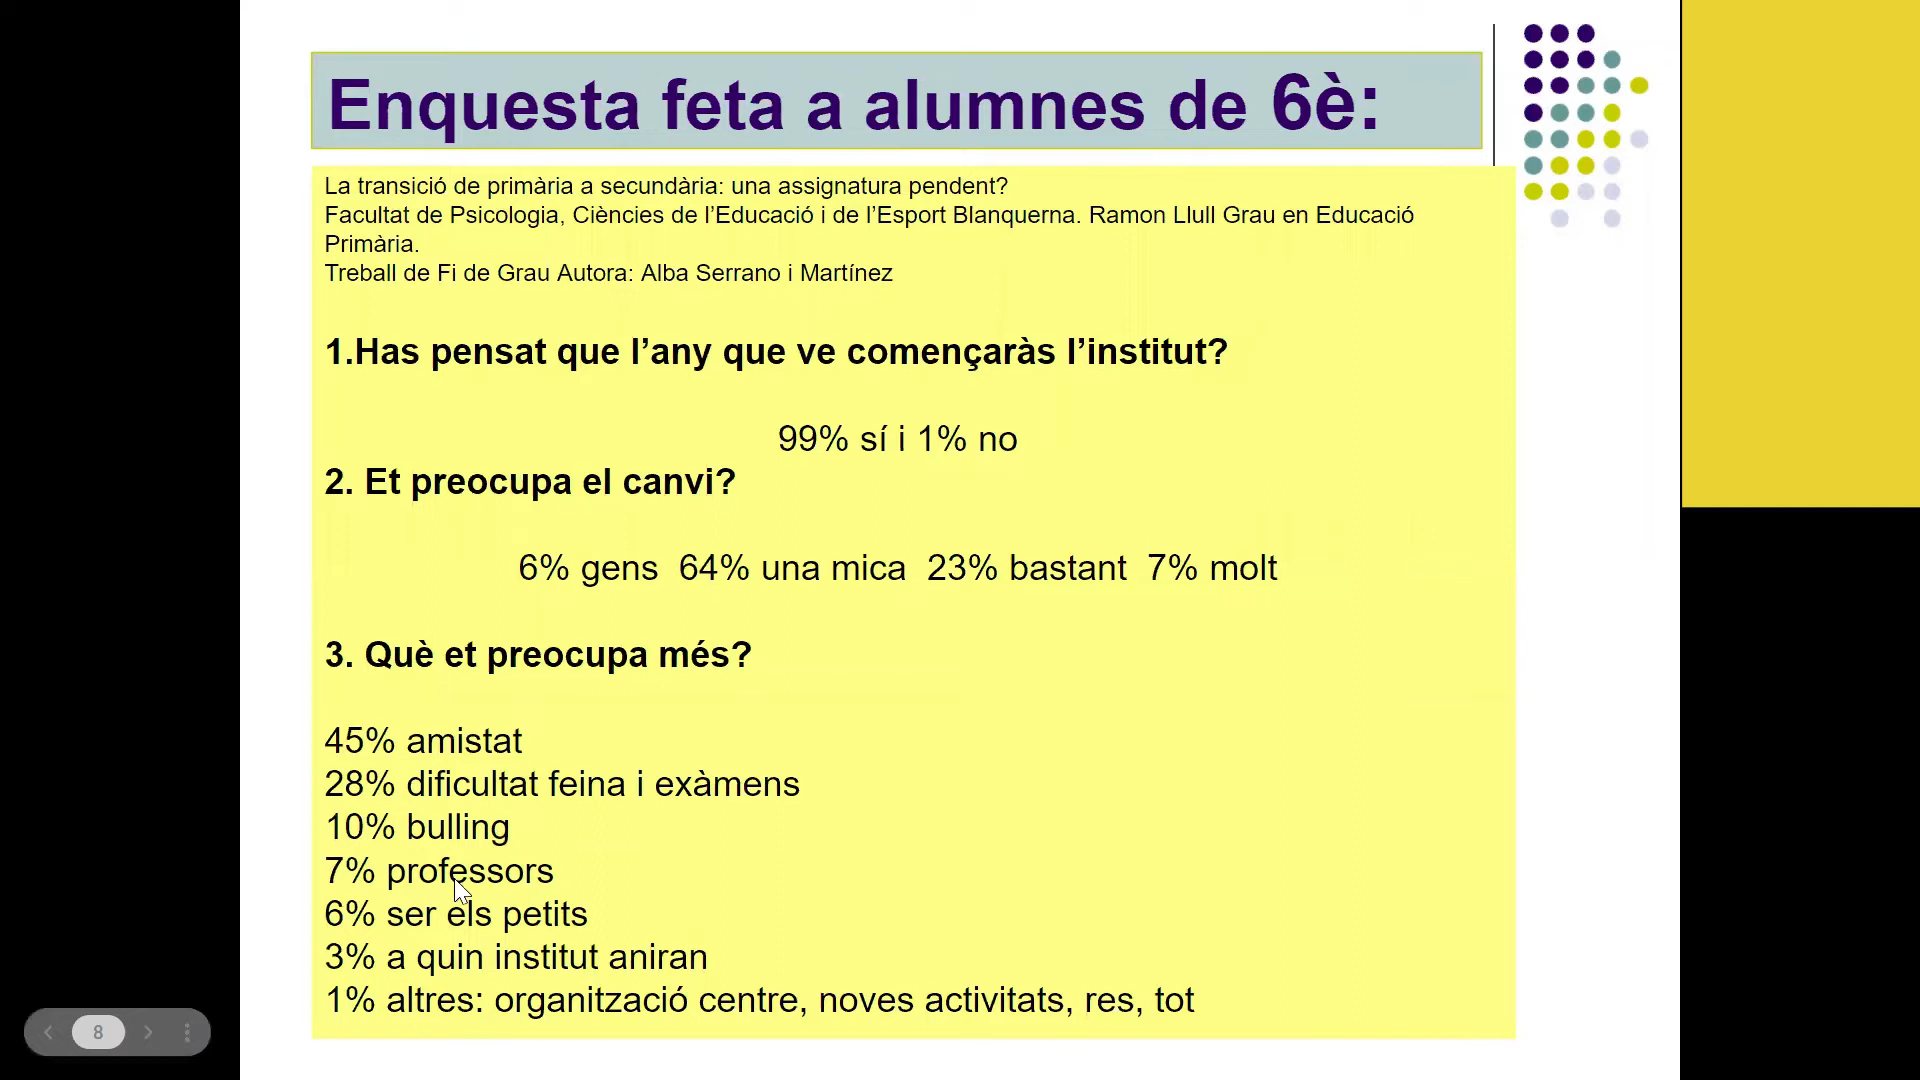 Enquesta feta a alumnes de 6è:
La transició de primària a secundària: una assignatura pendent?
Facultat de Psicologia, Ciències de l’Educació i de l’Esport Blanquerna. Ramon Llull Grau en Educació
Primària.
Treball de Fi de Grau Autora: Alba Serrano i Martínez
1.Has pensat que l’any que ve començaràs l’institut?
99% sí i 1% no
2. Et preocupa el canvi?
6% gens  64% una mica  23% bastant  7% molt
3. Què et preocupa més?
45% amistat
28% dificultat feina i exàmens
10% bulling
7% professors
6% ser els petits
3% a quin institut aniran
1% altres: organització centre, noves activitats, res, tot
8